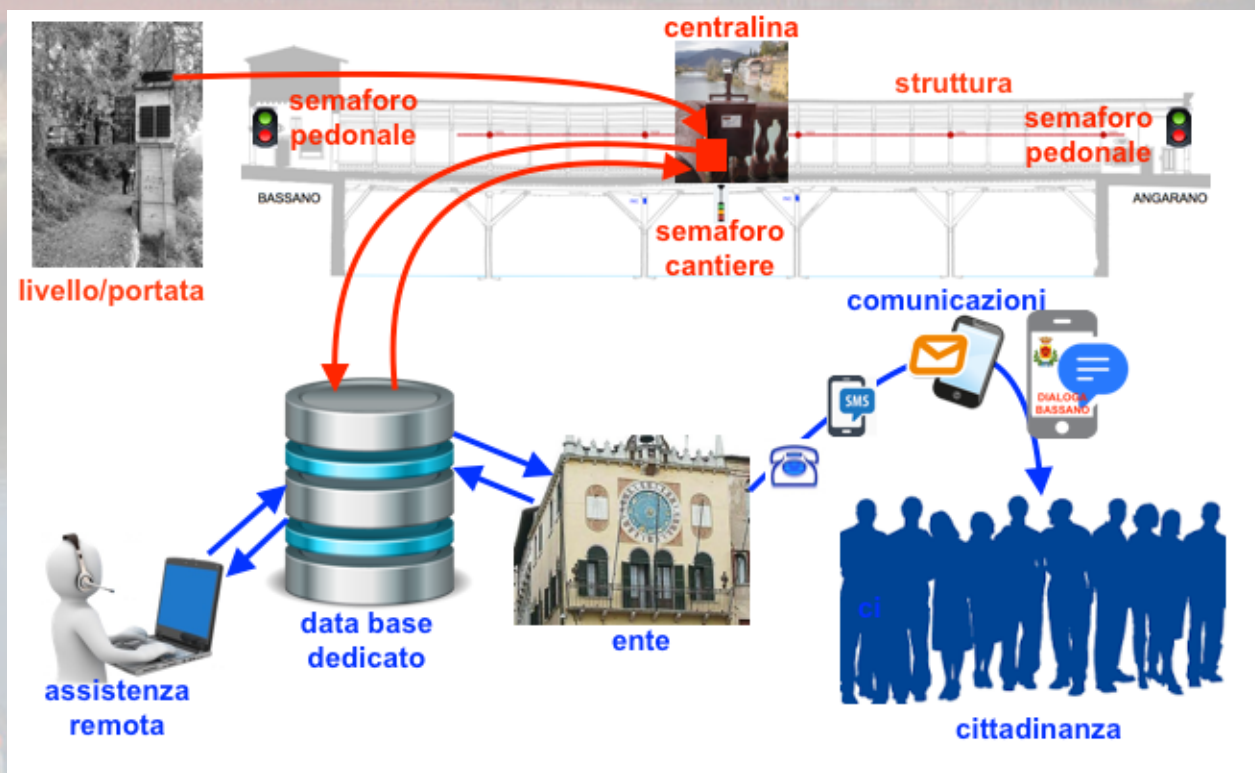 centralina
struttura
semaforo
pedonale
semaforo
pedonale
BASSANO
ANGARANO
semaforo
cantiere
livello/portata
comunicazioni
SMS
DIALOGA
BASSANO
data base
dedicato
ente
ci
assistenza
remota
cittadinanza